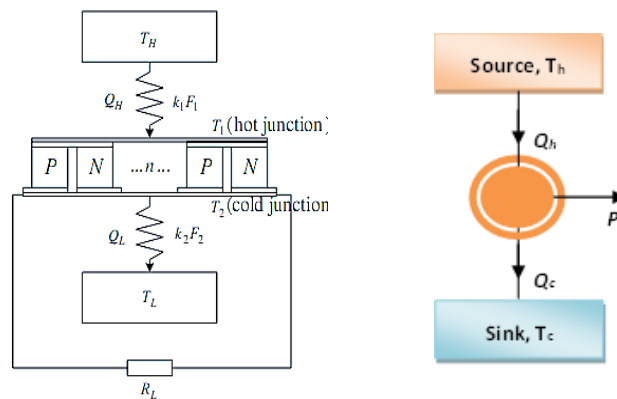 T_H
Q_H
k_1F_1
T_1 (hot junction)
P
N
...n...
P
N
T_2 (cold junction)
Q_L
k_2F_2
T_L
R_L
Source, T_h
Q_h
P
Q_c
Sink, T_c